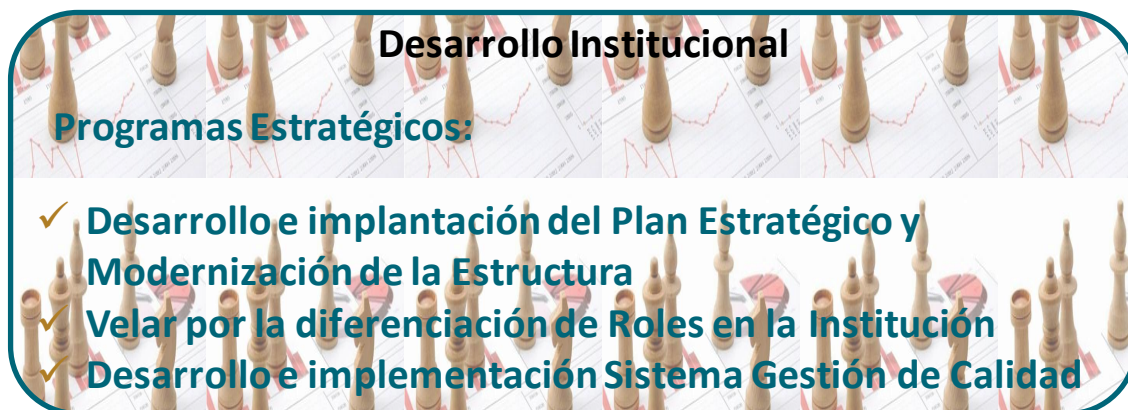 Desarrollo Institucional
Programas Estratégicos:
✓ Desarrollo e implantación del Plan Estratégico y
Modernización de la Estructura
✓ Velar por la diferenciación de Roles en la Institución
✓ Desarrollo e implementación Sistema Gestión de Calidad